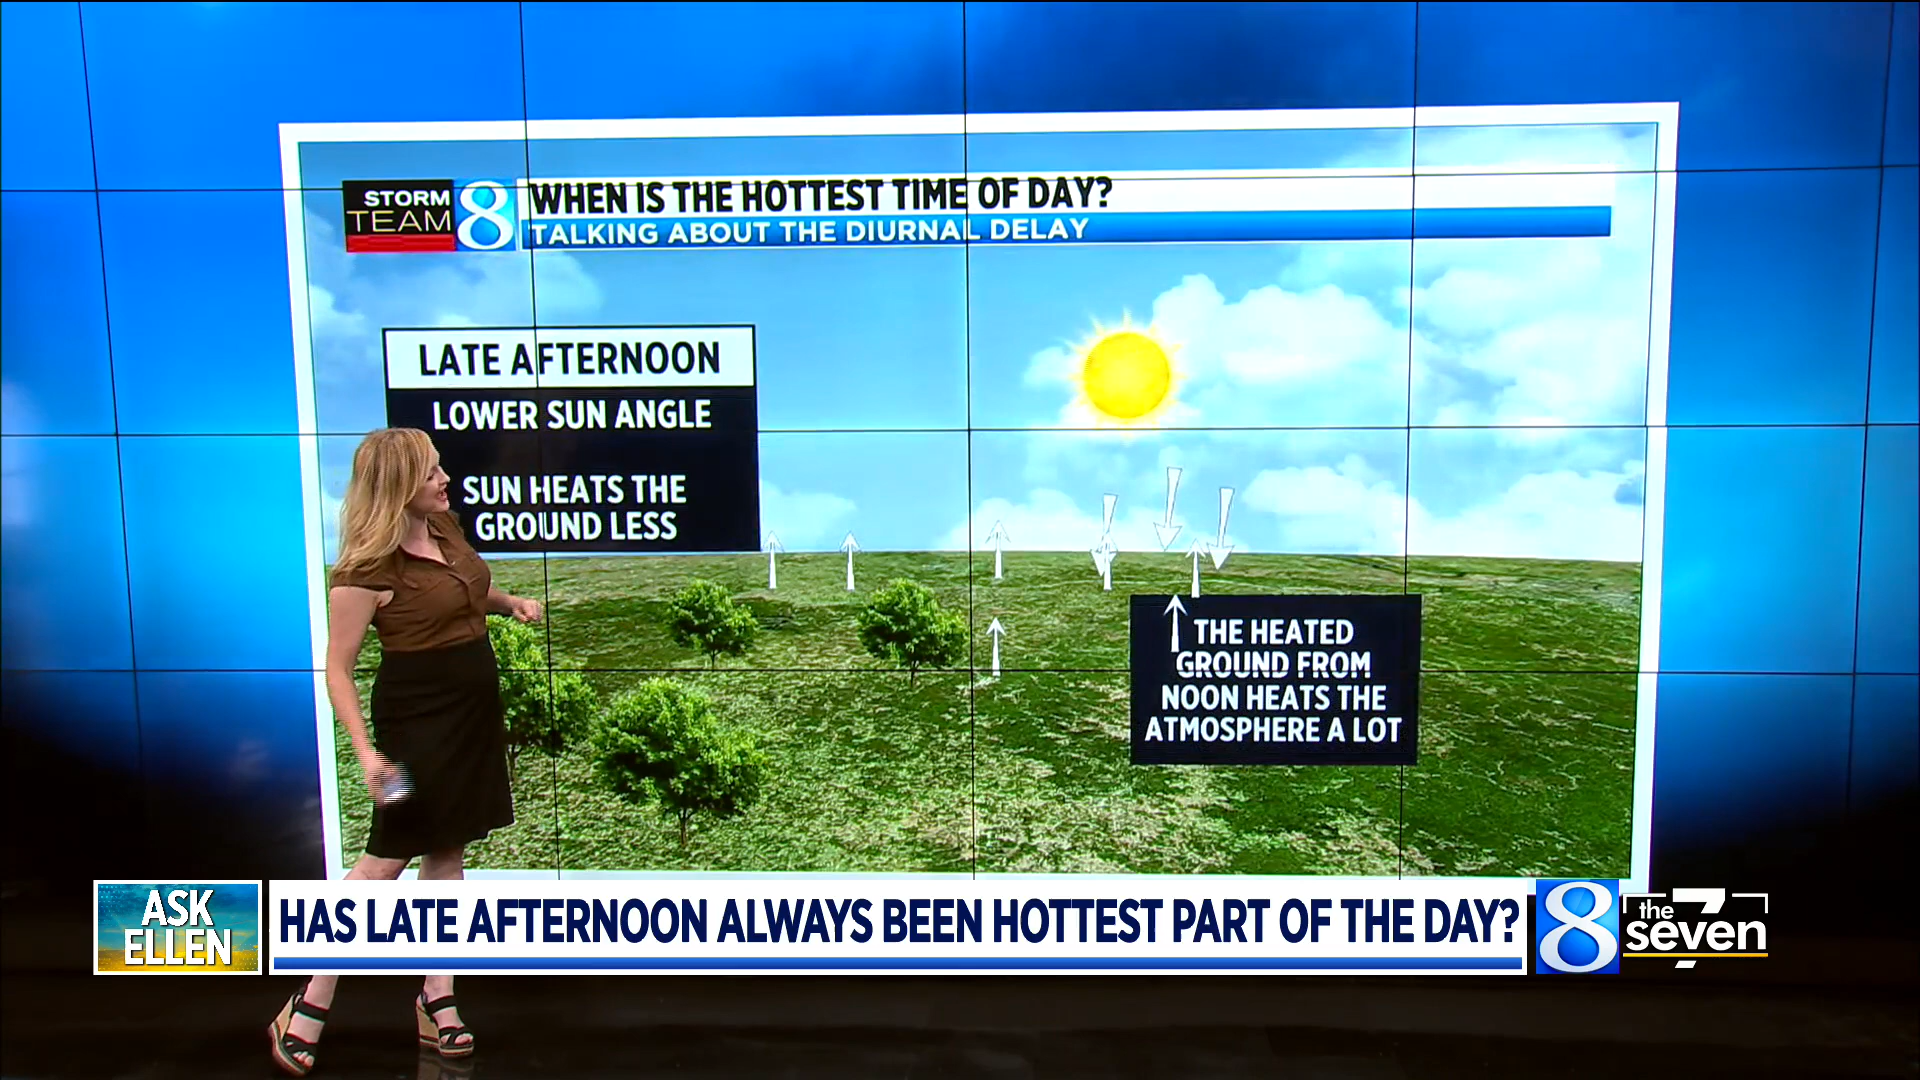 STORM
TEAM
8
WHEN IS THE HOTTEST TIME OF DAY?
TALKING ABOUT THE DIURNAL DELAY
LATE AFTERNOON
LOWER SUN ANGLE
SUN HEATS THE
GROUND LESS
THE HEATED
GROUND FROM
NOON HEATS THE
ATMOSPHERE A LOT
ASK
ELLEN
HAS LATE AFTERNOON ALWAYS BEEN HOTTEST PART OF THE DAY?
8
the 7
seven